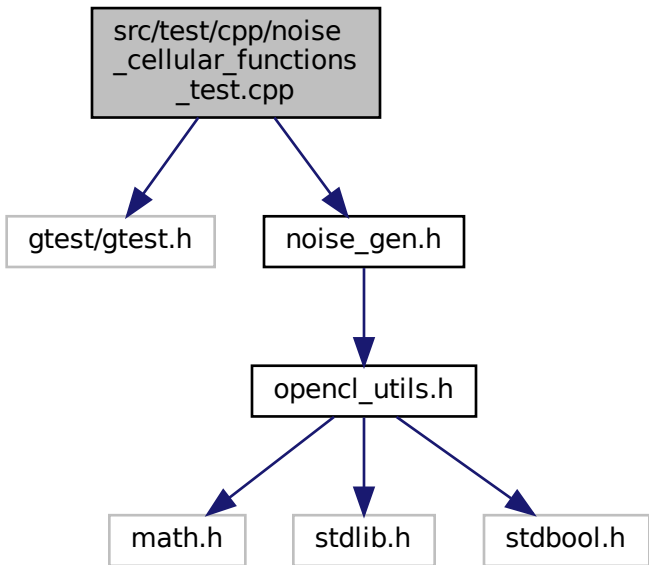 src/test/cpp/noise
_cellular_functions
_test.cpp
gtest/gtest.h
noise_gen.h
opencl_utils.h
math.h
stdlib.h
stdbool.h